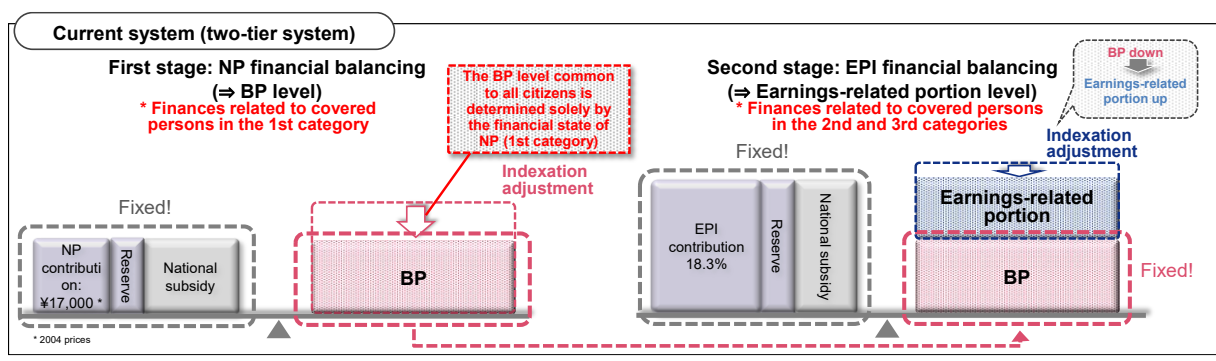 Current system (two-tier system)
First stage: NP financial balancing
(⇒ BP level)
* Finances related to covered
persons in the 1st category
The BP level common
to all citizens is
determined solely by
the financial state of
NP (1st category)
Indexation
adjustment
Fixed!
NP
contributi
on:
¥17,000 *
Reserve
National
subsidy
BP
* 2004 prices
Second stage: EPI financial balancing
(⇒ Earnings-related portion level)
* Finances related to covered persons
in the 2nd and 3rd categories
BP down
Earnings-related
portion up
Indexation
adjustment
Fixed!
EPI
contribution
18.3%
Reserve
National subsidy
Earnings-related
portion
BP
Fixed!